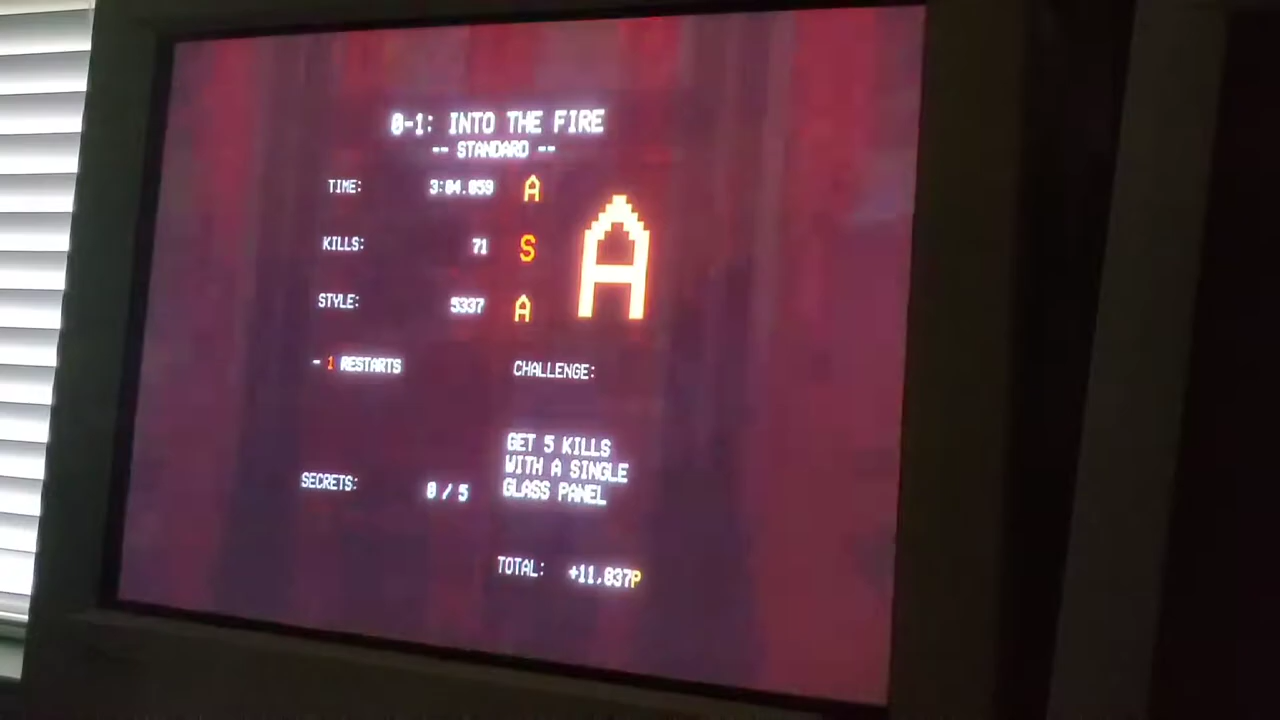 0-1: INTO THE FIRE
-- STANDARD --
TIME: 3:04.059 A
KILLS: 71 S
STYLE: 5337 A
A
- 1 RESTARTS
CHALLENGE:
GET 5 KILLS
WITH A SINGLE
GLASS PANEL
SECRETS: 0 / 5
TOTAL: +11,837P